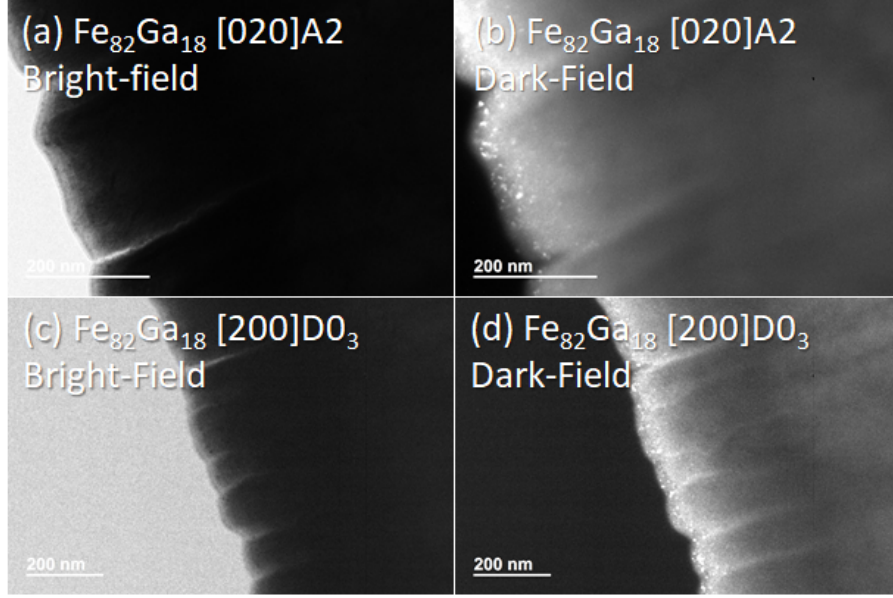 (a) Fe₈₂Ga₁₈ [020]A2
Bright-field
200 nm
(b) Fe₈₂Ga₁₈ [020]A2
Dark-Field
200 nm
(c) Fe₈₂Ga₁₈ [200]D0₃
Bright-Field
200 nm
(d) Fe₈₂Ga₁₈ [200]D0₃
Dark-Field
200 nm